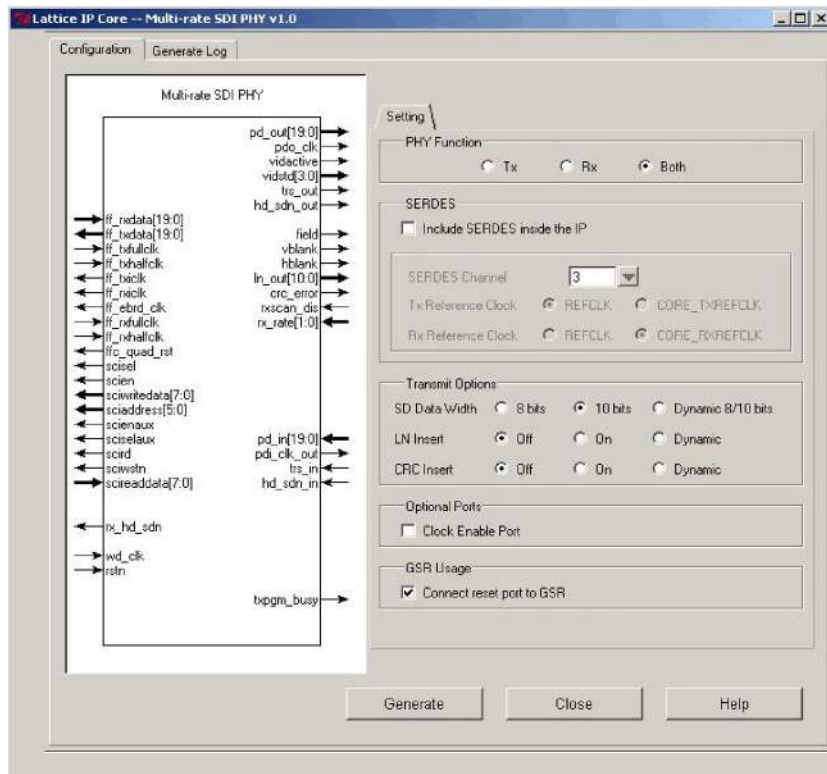 Lattice IP Core -- Multi-rate SDI PHY v1.0
Configuration
Generate Log
Multi-rate SDI PHY
pd_out[19:0]
pdo_clk
vidactive
vidstd[3:0]
trs_out
hd_sdn_out
ff_rxdata[19:0]
ff_txdata[19:0]
field
ff_txfullclk
vblank
ff_txhalfclk
hblank
ff_txiclk
ln_out[10:0]
ff_rxiclk
crc_error
ff_ebrd_clk
rxscan_dis
ff_rxfullclk
rx_rate[1:0]
ff_rxhalfclk
ffc_quad_rst
scisel
scien
sciwritedata[7:0]
sciaddress[5:0]
scienaux
sciselaux
pd_in[19:0]
scird
pdi_clk_out
sciwstn
trs_in
scireaddata[7:0]
hd_sdn_in
rx_hd_sdn
wd_clk
rstn
txpgm_busy
Setting
PHY Function
Tx Rx Both
SERDES
Include SERDES inside the IP
SERDES Channel 3
Tx Reference Clock REFCLK CORE_TXREFCLK
Rx Reference Clock REFCLK CORE_RXREFCLK
Transmit Options
SD Data Width 8 bits 10 bits Dynamic 8/10 bits
LN Insert Off On Dynamic
CRC Insert Off On Dynamic
Optional Ports
Clock Enable Port
GSR Usage
Connect reset port to GSR
Generate Close Help